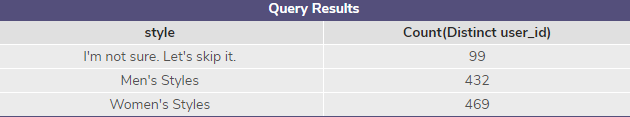 Query Results
style Count(Distinct user_id)
I'm not sure. Let's skip it. 99
Men's Styles 432
Women's Styles 469